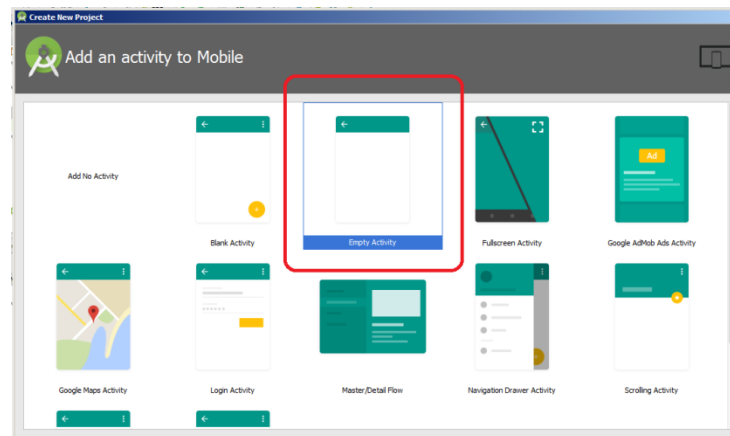 Create New Project
Add an activity to Mobile
Add No Activity
Blank Activity
Empty Activity
Fullscreen Activity
Ad
Google AdMob Ads Activity
Google Maps Activity
Login Activity
Master/Detail Flow
Navigation Drawer Activity
Scrolling Activity